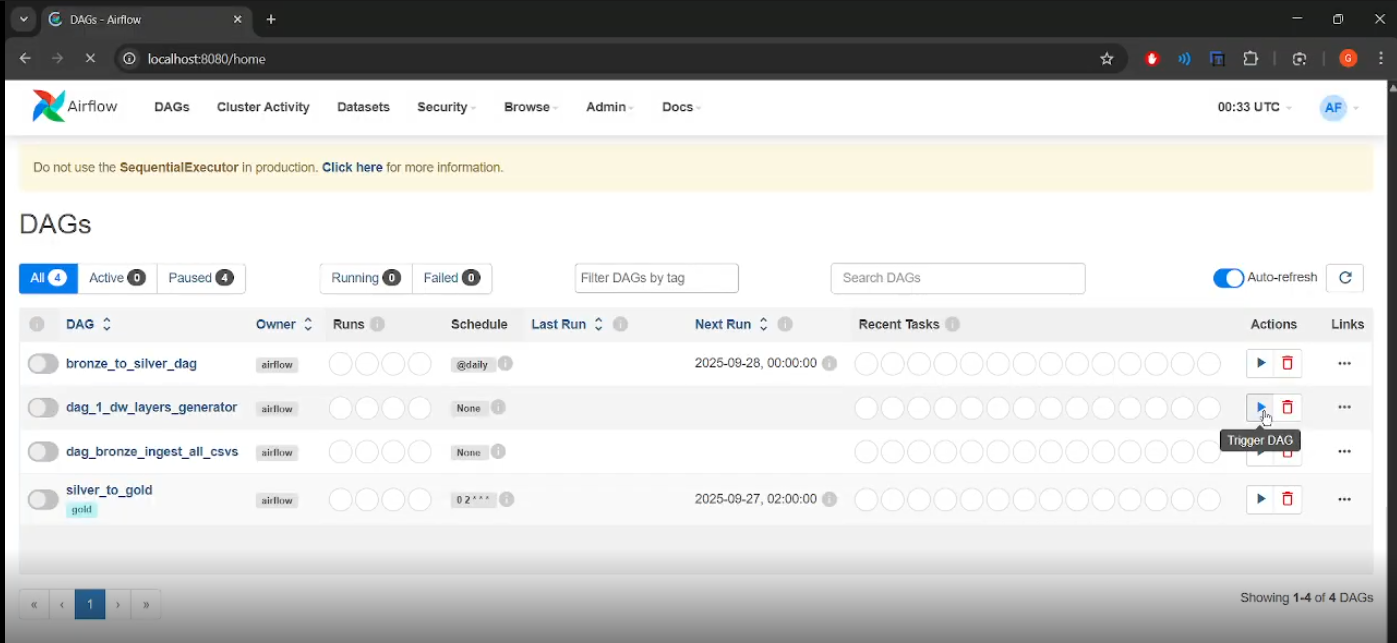 DAGs - Airflow
localhost:8080/home
G
Airflow DAGs Cluster Activity Datasets Security Browse Admin Docs 00:33 UTC AF
Do not use the SequentialExecutor in production. Click here for more information.
DAGs
All 4 Active 0 Paused 4 Running 0 Failed 0 Filter DAGs by tag Search DAGs Auto-refresh
DAG Owner Runs Schedule Last Run Next Run Recent Tasks Actions Links
bronze_to_silver_dag airflow @daily 2025-09-28, 00:00:00
dag_1_dw_layers_generator airflow None
Trigger DAG
dag_bronze_ingest_all_csvs airflow None
silver_to_gold airflow 0 2 * * * 2025-09-27, 02:00:00
gold
« ‹ 1 › »
Showing 1-4 of 4 DAGs